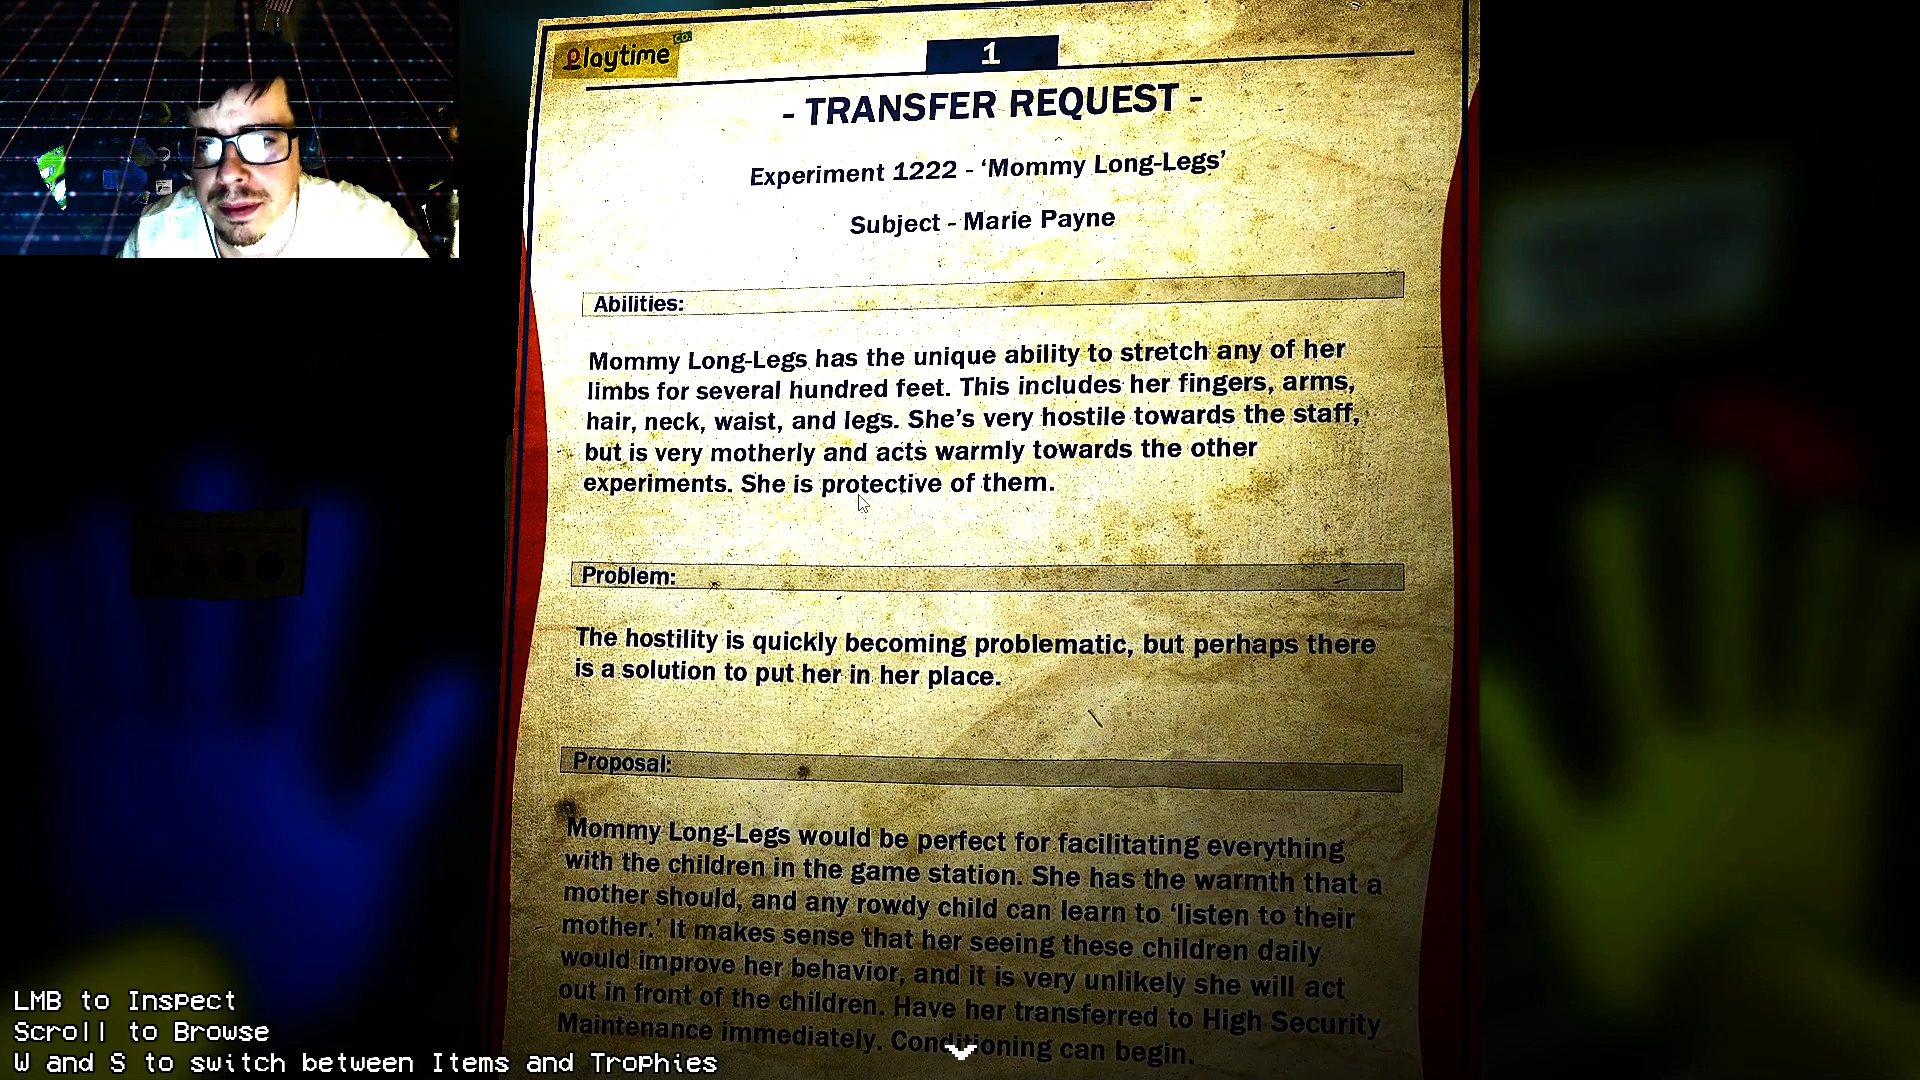 Playtime CO.
1
- TRANSFER REQUEST -
Experiment 1222 - ‘Mommy Long-Legs’
Subject - Marie Payne
Abilities:
Mommy Long-Legs has the unique ability to stretch any of her
limbs for several hundred feet. This includes her fingers, arms,
hair, neck, waist, and legs. She’s very hostile towards the staff,
but is very motherly and acts warmly towards the other
experiments. She is protective of them.
Problem:
The hostility is quickly becoming problematic, but perhaps there
is a solution to put her in her place.
Proposal:
Mommy Long-Legs would be perfect for facilitating everything
with the children in the game station. She has the warmth that a
mother should, and any rowdy child can learn to ‘listen to their
mother.’ It makes sense that her seeing these children daily
would improve her behavior, and it is very unlikely she will act
out in front of the children. Have her transferred to High Security
Maintenance immediately. Conditioning can begin.
LMB to Inspect
Scroll to Browse
W and S to switch between Items and Trophies